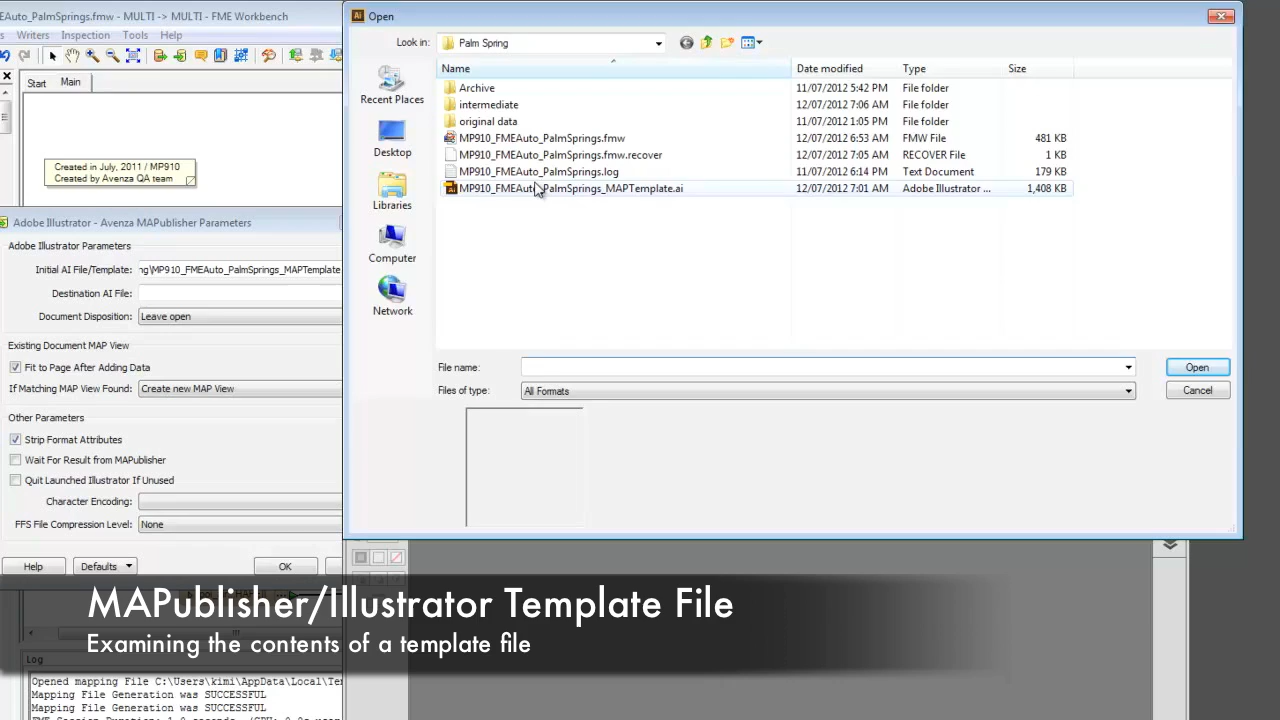 EAuto_PalmSprings.fmw - MULTI -> MULTI - FME Workbench
Writers Inspection Tools Help
Start Main
Created in July, 2011 / MP910
Created by Avenza QA team
Adobe Illustrator - Avenza MAPublisher Parameters
Adobe Illustrator Parameters
Initial AI File/Template: ng\MP910_FMEAuto_PalmSprings_MAPTemplate
Destination AI File:
Document Disposition: Leave open
Existing Document MAP View
Fit to Page After Adding Data
If Matching MAP View Found: Create new MAP View
Other Parameters
Strip Format Attributes
Wait For Result from MAPublisher
Quit Launched Illustrator If Unused
Character Encoding:
FFS File Compression Level: None
Help Defaults OK
Ai Open
Look in: Palm Spring
Recent Places
Desktop
Libraries
Computer
Network
Name Date modified Type Size
Archive 11/07/2012 5:42 PM File folder
intermediate 12/07/2012 7:06 AM File folder
original data 11/07/2012 1:05 PM File folder
MP910_FMEAuto_PalmSprings.fmw 12/07/2012 6:53 AM FMW File 481 KB
MP910_FMEAuto_PalmSprings.fmw.recover 12/07/2012 7:05 AM RECOVER File 1 KB
MP910_FMEAuto_PalmSprings.log 11/07/2012 6:14 PM Text Document 179 KB
MP910_FMEAuto_PalmSprings_MAPTemplate.ai 12/07/2012 7:01 AM Adobe Illustrator ... 1,408 KB
File name: Open
Files of type: All Formats Cancel
MAPublisher/Illustrator Template File
Examining the contents of a template file
Log
Opened mapping File C:\Users\kimi\AppData\Local\Te
Mapping File Generation was SUCCESSFUL
Mapping File Generation was SUCCESSFUL